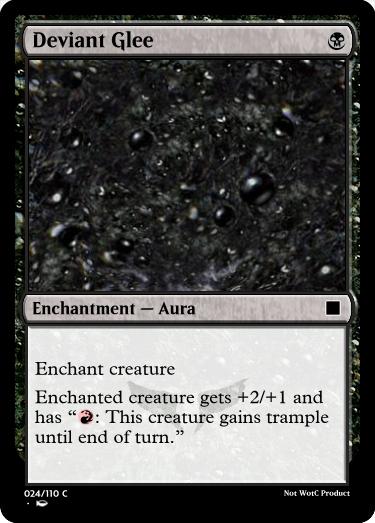 Deviant Glee
Enchantment — Aura
Enchant creature
Enchanted creature gets +2/+1 and
has “: This creature gains trample
until end of turn.”
024/110 C
Not WotC Product